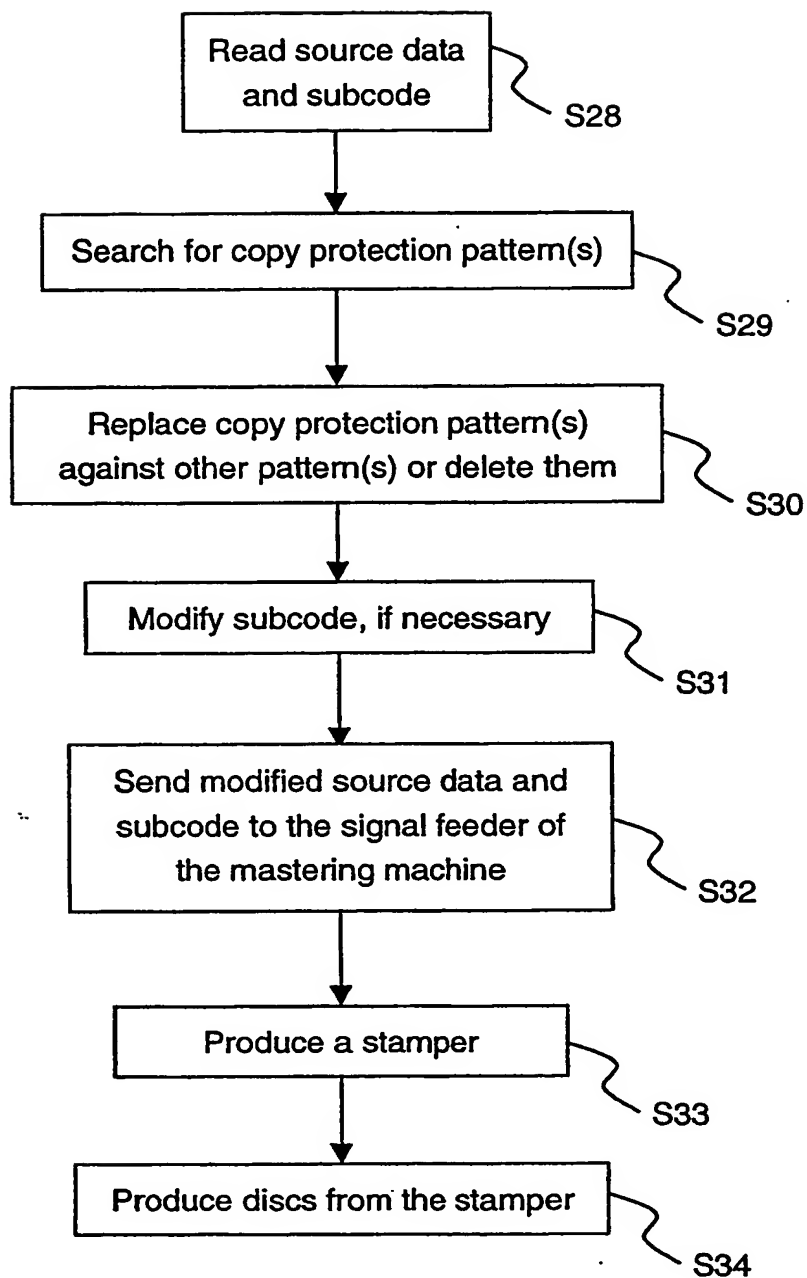 Read source data
and subcode
S28
Search for copy protection pattern(s)
S29
Replace copy protection pattern(s)
against other pattern(s) or delete them
S30
Modify subcode, if necessary
S31
Send modified source data and
subcode to the signal feeder of
the mastering machine
S32
Produce a stamper
S33
Produce discs from the stamper
S34